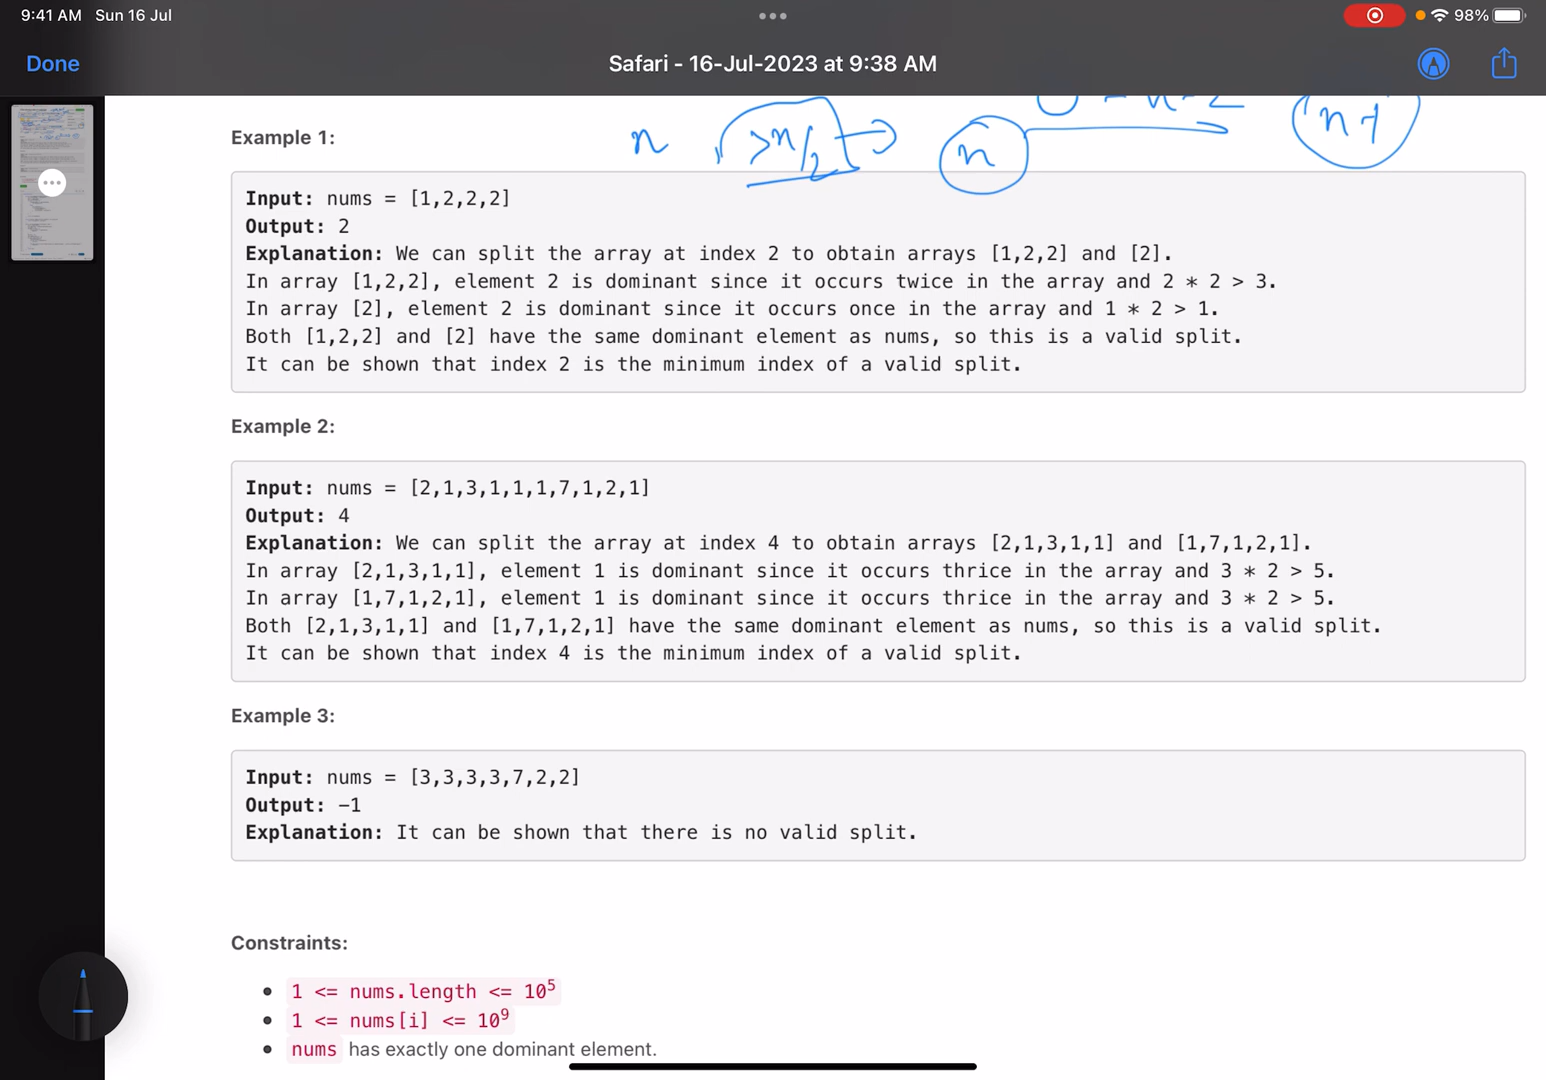 9:41 AM Sun 16 Jul
98%
Done
Safari - 16-Jul-2023 at 9:38 AM
n >n/2 n n-1
Example 1:
Input: nums = [1,2,2,2]
Output: 2
Explanation: We can split the array at index 2 to obtain arrays [1,2,2] and [2].
In array [1,2,2], element 2 is dominant since it occurs twice in the array and 2 * 2 > 3.
In array [2], element 2 is dominant since it occurs once in the array and 1 * 2 > 1.
Both [1,2,2] and [2] have the same dominant element as nums, so this is a valid split.
It can be shown that index 2 is the minimum index of a valid split.
Example 2:
Input: nums = [2,1,3,1,1,1,7,1,2,1]
Output: 4
Explanation: We can split the array at index 4 to obtain arrays [2,1,3,1,1] and [1,7,1,2,1].
In array [2,1,3,1,1], element 1 is dominant since it occurs thrice in the array and 3 * 2 > 5.
In array [1,7,1,2,1], element 1 is dominant since it occurs thrice in the array and 3 * 2 > 5.
Both [2,1,3,1,1] and [1,7,1,2,1] have the same dominant element as nums, so this is a valid split.
It can be shown that index 4 is the minimum index of a valid split.
Example 3:
Input: nums = [3,3,3,3,7,2,2]
Output: −1
Explanation: It can be shown that there is no valid split.
Constraints:
1 <= nums.length <= 10⁵
1 <= nums[i] <= 10⁹
nums has exactly one dominant element.